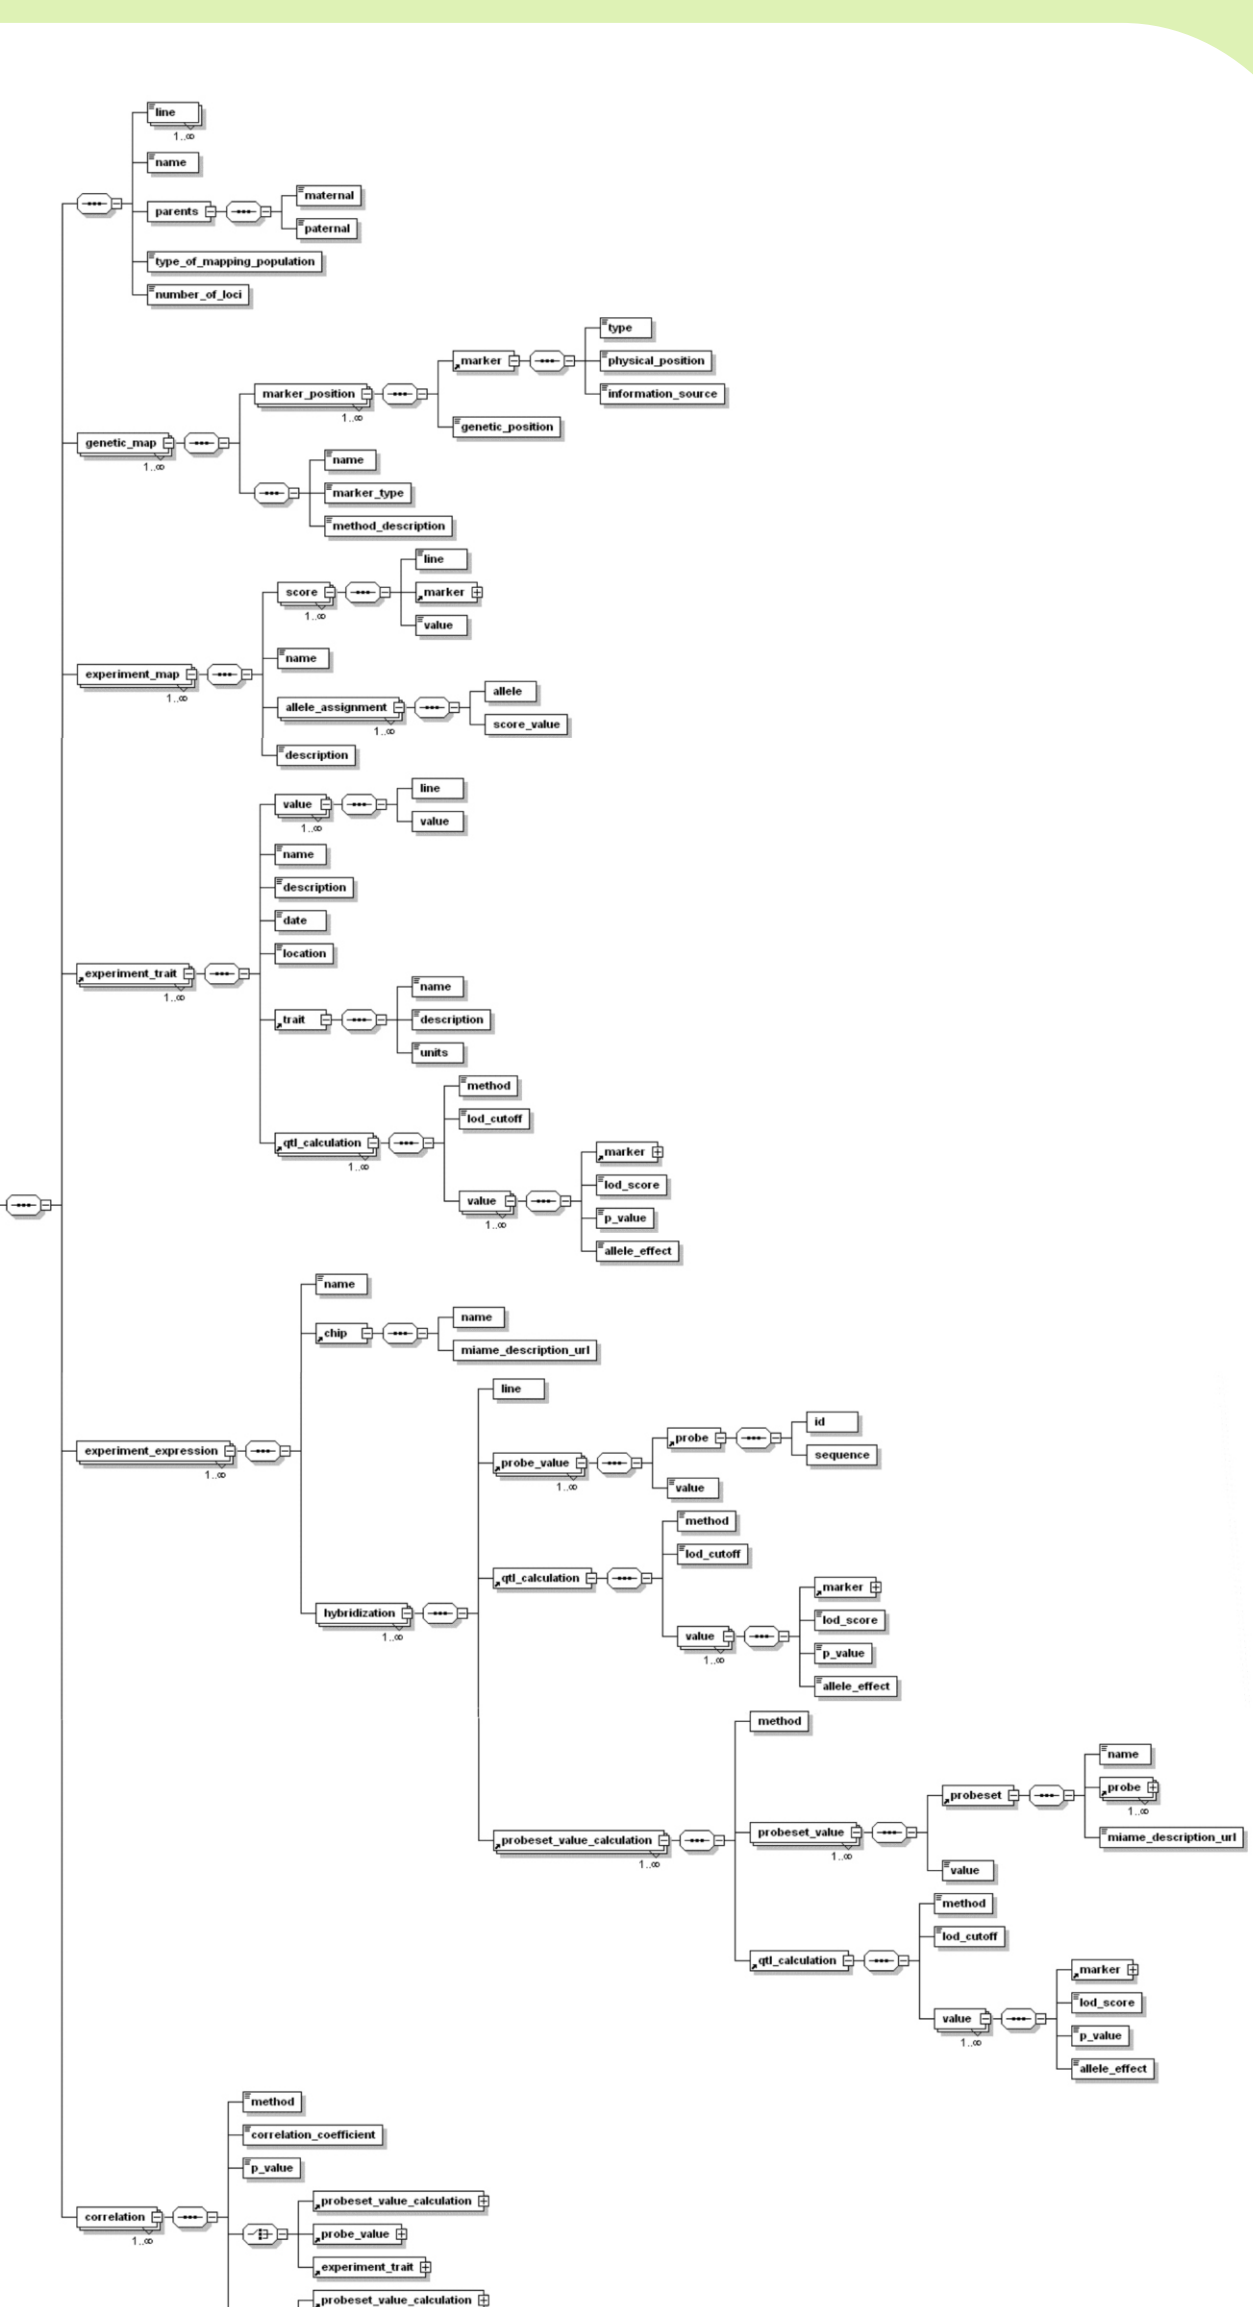 line
1..∞
name
parents
maternal
paternal
type_of_mapping_population
number_of_loci
genetic_map
1..∞
marker_position
1..∞
marker
type
physical_position
information_source
genetic_position
name
marker_type
method_description
experiment_map
1..∞
score
1..∞
line
marker
value
name
allele_assignment
1..∞
allele
score_value
description
experiment_trait
1..∞
value
1..∞
line
value
name
description
date
location
trait
name
description
units
qtl_calculation
1..∞
method
lod_cutoff
value
1..∞
marker
lod_score
p_value
allele_effect
experiment_expression
1..∞
name
chip
name
miame_description_url
hybridization
1..∞
line
probe_value
1..∞
probe
id
sequence
value
qtl_calculation
method
lod_cutoff
value
1..∞
marker
lod_score
p_value
allele_effect
probeset_value_calculation
1..∞
method
probeset_value
1..∞
probeset
name
probe
1..∞
miame_description_url
value
qtl_calculation
method
lod_cutoff
value
1..∞
marker
lod_score
p_value
allele_effect
correlation
1..∞
method
correlation_coefficient
p_value
probeset_value_calculation
probe_value
experiment_trait
probeset_value_calculation